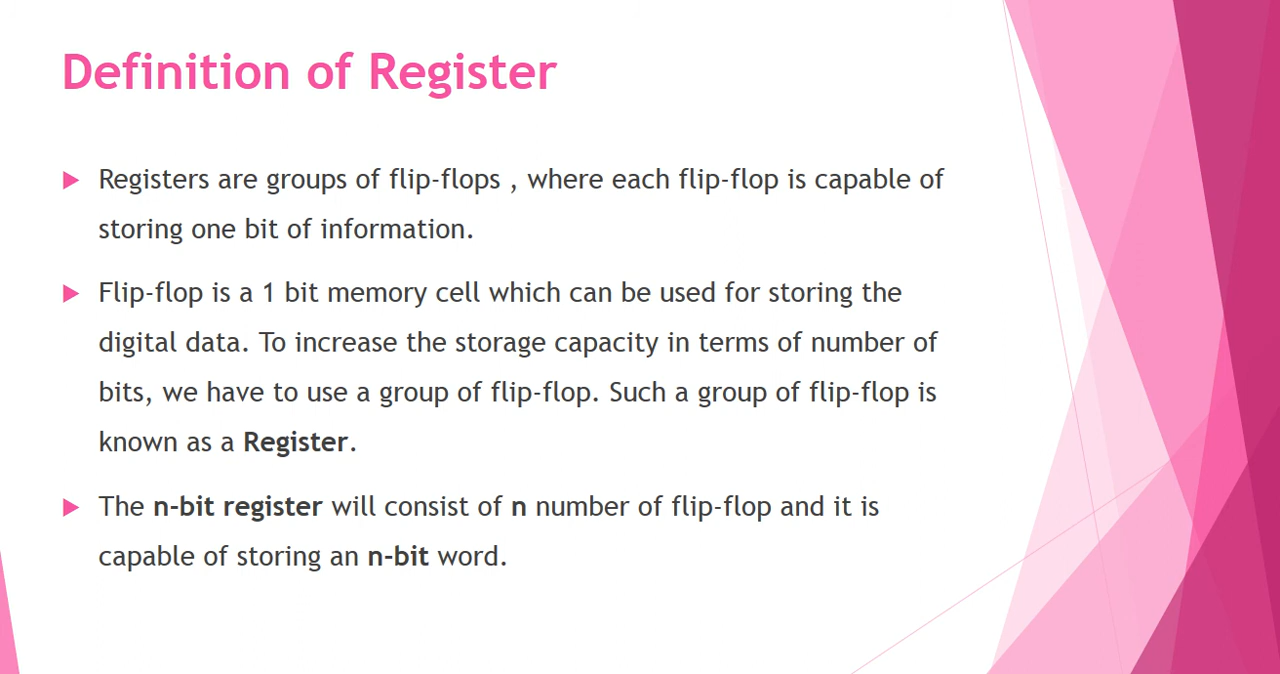 Definition of Register
Registers are groups of flip-flops , where each flip-flop is capable of
storing one bit of information.
Flip-flop is a 1 bit memory cell which can be used for storing the
digital data. To increase the storage capacity in terms of number of
bits, we have to use a group of flip-flop. Such a group of flip-flop is
known as a Register.
The n-bit register will consist of n number of flip-flop and it is
capable of storing an n-bit word.